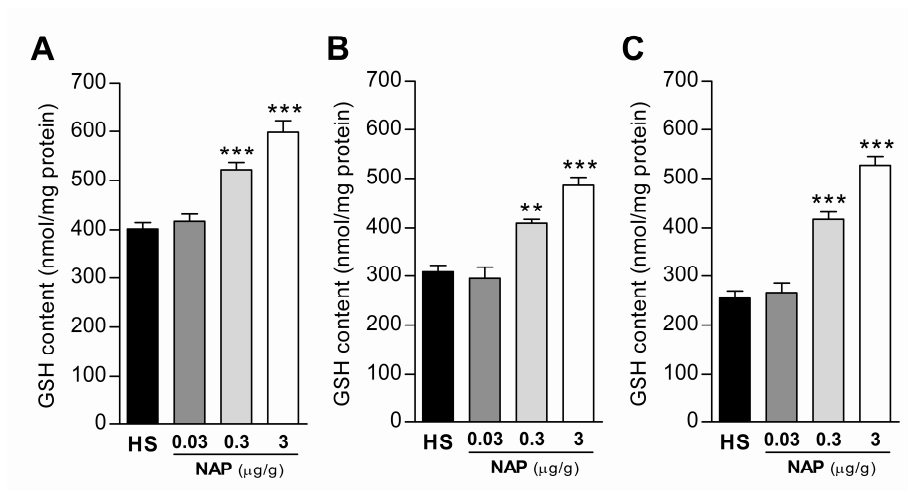 A
GSH content (nmol/mg protein)
700
600
500
400
300
200
100
0
***
***
HS 0.03 0.3 3
NAP (μg/g)
B
GSH content (nmol/mg protein)
700
600
500
400
300
200
100
0
**
***
HS 0.03 0.3 3
NAP (μg/g)
C
GSH content (nmol/mg protein)
700
600
500
400
300
200
100
0
***
***
HS 0.03 0.3 3
NAP (μg/g)